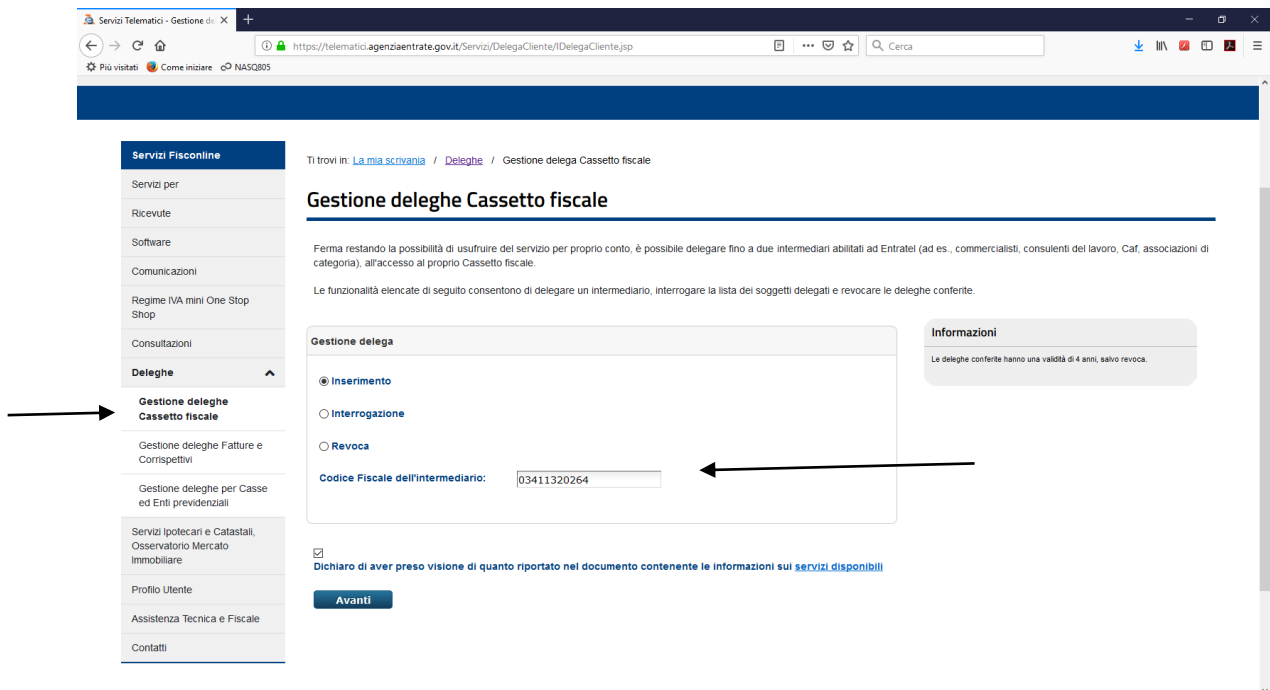 Servizi Telematici - Gestione de
https://telematici.agenziaentrate.gov.it/Servizi/DelegaCliente/IDelegaCliente.jsp
Cerca
Più visitati
Come iniziare
NASQ805
Servizi Fisconline
Servizi per
Ricevute
Software
Comunicazioni
Regime IVA mini One Stop
Shop
Consultazioni
Deleghe
Gestione deleghe
Cassetto fiscale
Gestione deleghe Fatture e
Corrispettivi
Gestione deleghe per Casse
ed Enti previdenziali
Servizi Ipotecari e Catastali,
Osservatorio Mercato
Immobiliare
Profilo Utente
Assistenza Tecnica e Fiscale
Contatti
Ti trovi in: La mia scrivania / Deleghe / Gestione delega Cassetto fiscale
Gestione deleghe Cassetto fiscale
Ferma restando la possibilità di usufruire del servizio per proprio conto, è possibile delegare fino a due intermediari abilitati ad Entratel (ad es., commercialisti, consulenti del lavoro, Caf, associazioni di
categoria), all'accesso al proprio Cassetto fiscale.
Le funzionalità elencate di seguito consentono di delegare un intermediario, interrogare la lista dei soggetti delegati e revocare le deleghe conferite.
Gestione delega
Inserimento
Interrogazione
Revoca
Codice Fiscale dell'intermediario: 03411320264
Dichiaro di aver preso visione di quanto riportato nel documento contenente le informazioni sui servizi disponibili
Avanti
Informazioni
Le deleghe conferite hanno una validità di 4 anni, salvo revoca.